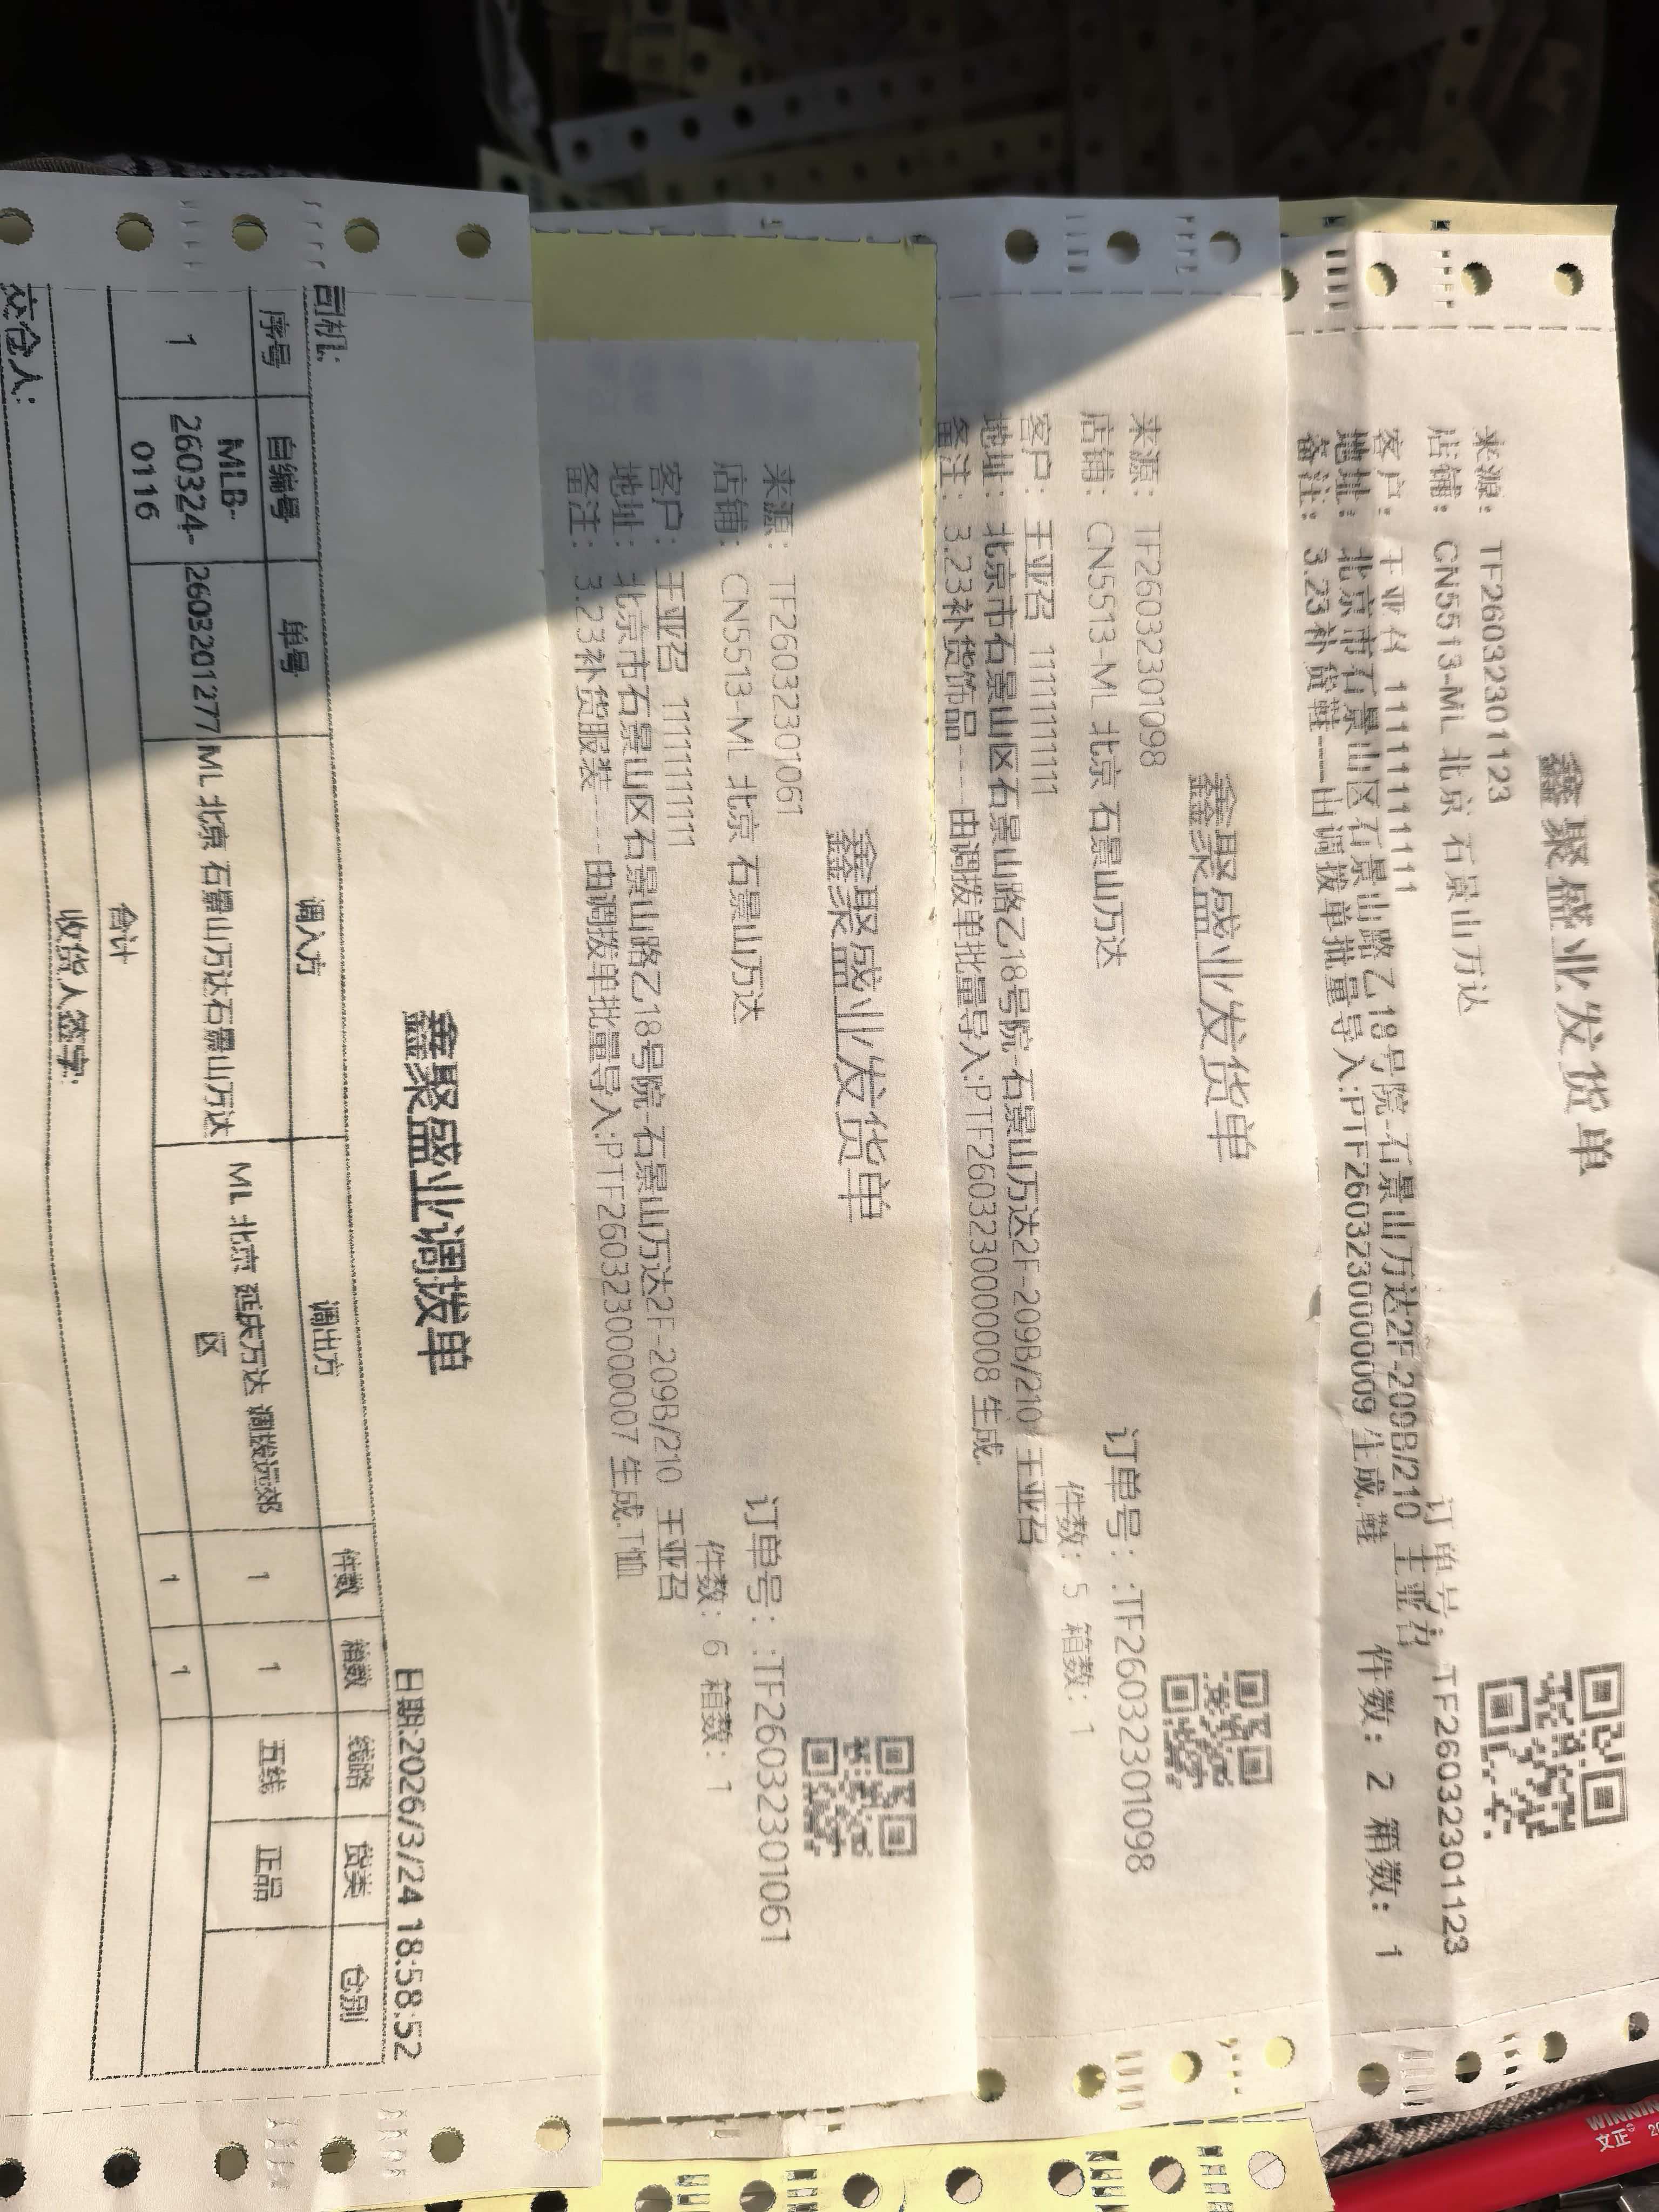 鑫聚盛业发货单
来源: TF26032301123
订单号: TF26032301123
店铺: CN5513-ML 北京 石景山万达
件数: 2 箱数: 1
客户: 王亚召 11111111111
地址: 北京市石景山区石景山路乙18号院-石景山万达2F-209B/210 王亚召
备注: 3.23补货鞋----由调拨单批量导入:PTF2603230000009 生成.鞋
鑫聚盛业发货单
来源: TF26032301098
订单号: :TF26032301098
店铺: CN5513-ML 北京 石景山万达
件数: 5 箱数: 1
客户: 王亚召 11111111111
地址: 北京市石景山区石景山路乙18号院-石景山万达2F-209B/210 王亚召
备注: 3.23补货饰品----由调拨单批量导入:PTF2603230000008 生成.
鑫聚盛业发货单
来源: TF26032301061
订单号: :TF26032301061
店铺: CN5513-ML 北京 石景山万达
件数: 6 箱数: 1
客户: 王亚召 11111111111
地址: 北京市石景山区石景山路乙18号院-石景山万达2F-209B/210 王亚召
备注: 3.23补货服装----由调拨单批量导入:PTF2603230000007 生成.T恤
鑫聚盛业调拨单
司机:
日期:2026/3/24 18:58:52
序号 自编号 单号 调入方 调出方 件数 箱数 线路 货类 仓别
1 MLB-260324-0116 2603201277 ML 北京 石景山万达石景山万达 ML 北京 延庆万达 调拨远郊区 1 1 五线 正品
合计 1 1
交仓人:
收货人签字:
WINNIN
文正